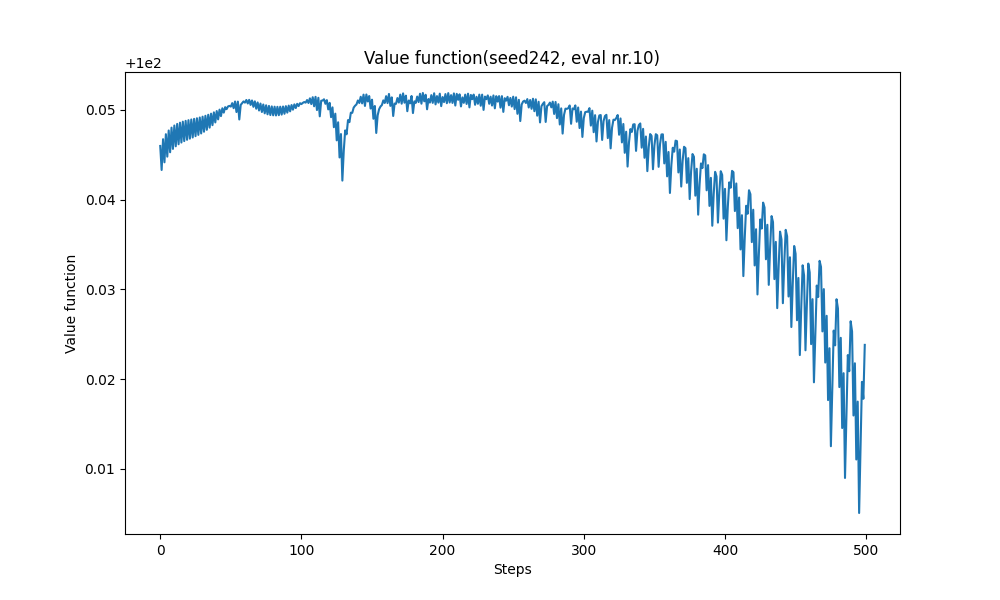 Value function(seed242, eval nr.10)
+1e2
0.05
0.04
0.03
0.02
0.01
Value function
0 100 200 300 400 500
Steps